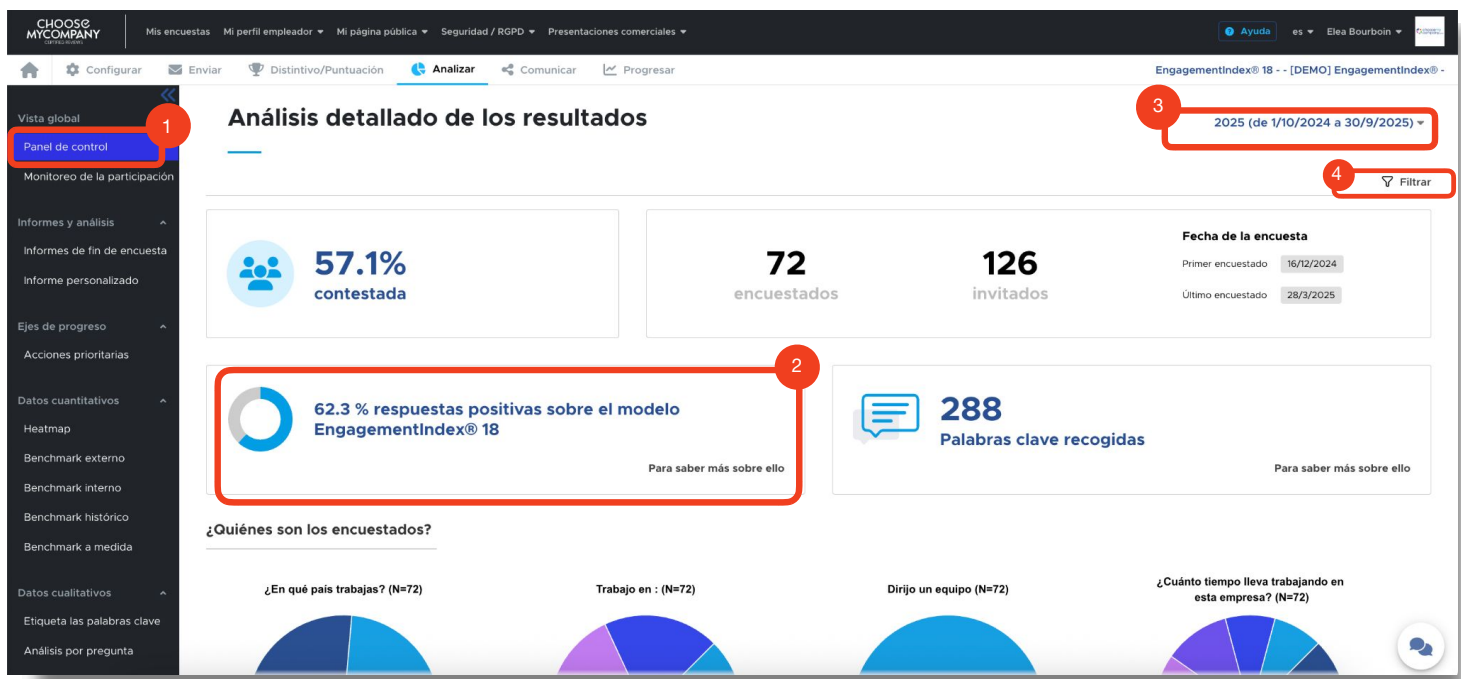 CHOOSE
MYCOMPANY
CERTIFIED REVIEWS
Mis encuestas Mi perfil empleador Mi página pública Seguridad / RGPD Presentaciones comerciales
Ayuda es Elea Bourboin
Configurar Enviar Distintivo/Puntuación Analizar Comunicar Progresar
EngagementIndex® 18 - - [DEMO] EngagementIndex® -
Vista global
1
Panel de control
Monitoreo de la participación
Informes y análisis
Informes de fin de encuesta
Informe personalizado
Ejes de progreso
Acciones prioritarias
Datos cuantitativos
Heatmap
Benchmark externo
Benchmark interno
Benchmark histórico
Benchmark a medida
Datos cualitativos
Etiqueta las palabras clave
Análisis por pregunta
Análisis detallado de los resultados
3
2025 (de 1/10/2024 a 30/9/2025)
4
Filtrar
57.1%
contestada
72
encuestados
126
invitados
Fecha de la encuesta
Primer encuestado 16/12/2024
Último encuestado 28/3/2025
2
62.3 % respuestas positivas sobre el modelo
EngagementIndex® 18
Para saber más sobre ello
288
Palabras clave recogidas
Para saber más sobre ello
¿Quiénes son los encuestados?
¿En qué país trabajas? (N=72)
Trabajo en : (N=72)
Dirijo un equipo (N=72)
¿Cuánto tiempo lleva trabajando en
esta empresa? (N=72)